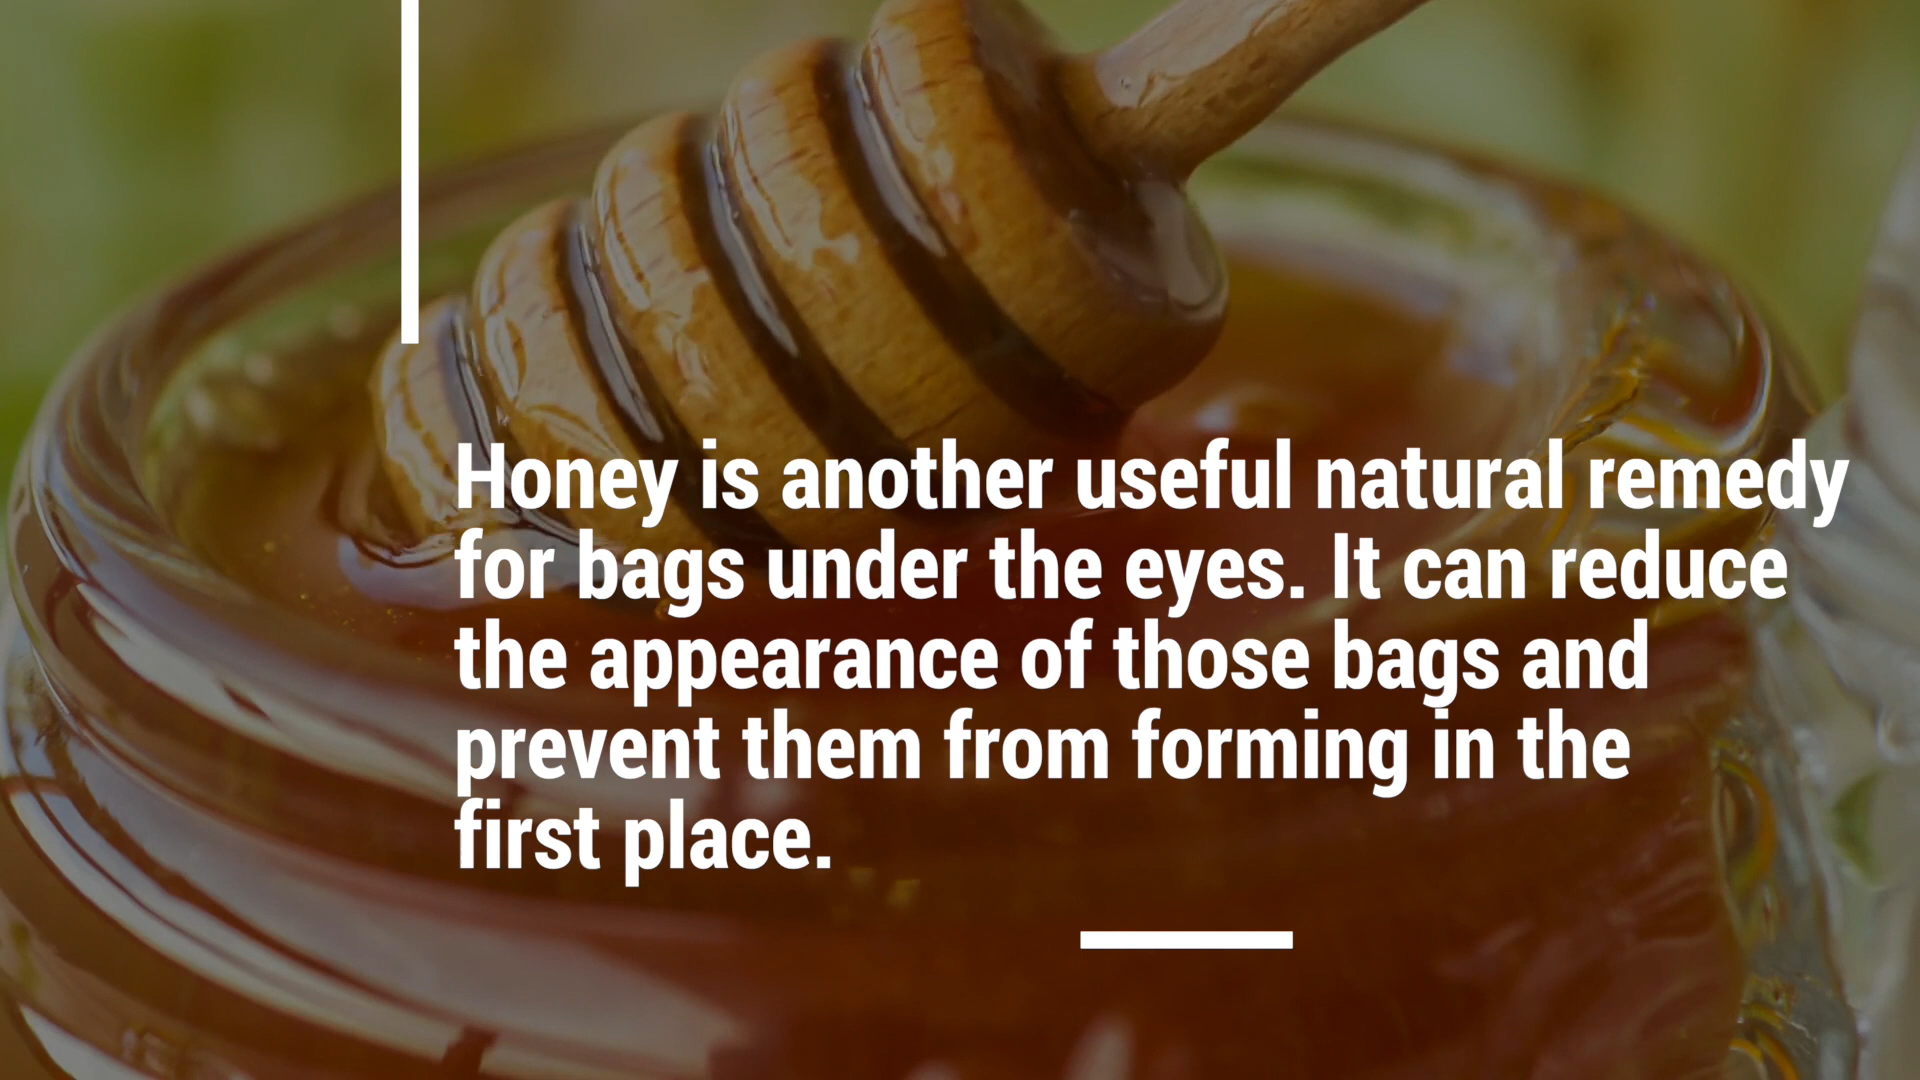 Honey is another useful natural remedy
for bags under the eyes. It can reduce
the appearance of those bags and
prevent them from forming in the
first place.